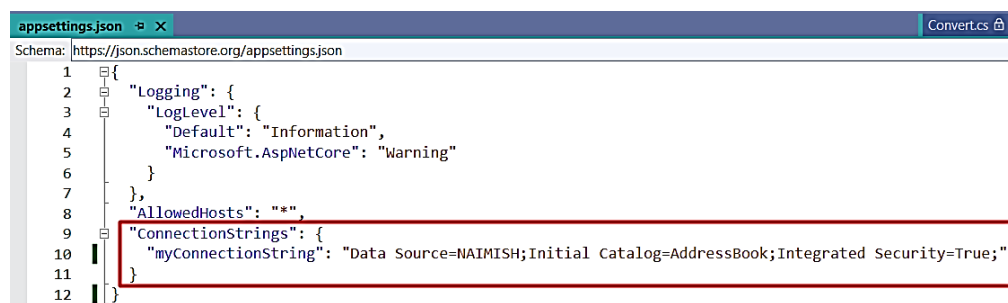 appsettings.json
Convert.cs
Schema: https://json.schemastore.org/appsettings.json
1 {
2 "Logging": {
3 "LogLevel": {
4 "Default": "Information",
5 "Microsoft.AspNetCore": "Warning"
6 }
7 },
8 "AllowedHosts": "*",
9 "ConnectionStrings": {
10 "myConnectionString": "Data Source=NAIMISH;Initial Catalog=AddressBook;Integrated Security=True;"
11 }
12 }